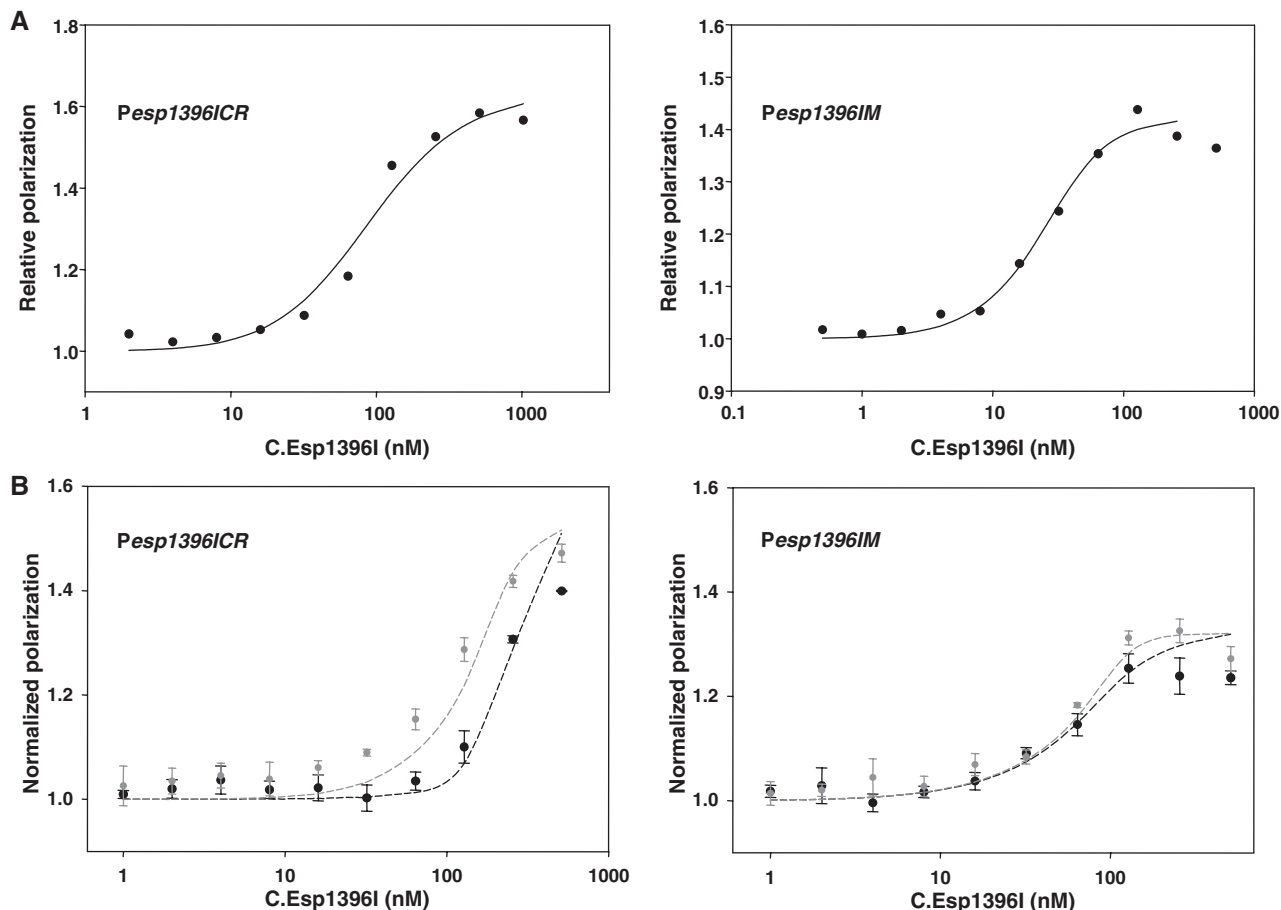 A
1.8
1.6
1.4
1.2
1.0
Relative polarization
Pesp1396ICR
1
10
100
1000
C.Esp1396I (nM)
1.6
1.5
1.4
1.3
1.2
1.1
1.0
0.9
Relative polarization
Pesp1396IM
0.1
1
10
100
1000
C.Esp1396I (nM)
B
1.6
1.4
1.2
1.0
Normalized polarization
Pesp1396ICR
1
10
100
1000
C.Esp1396I (nM)
1.6
1.4
1.2
1.0
Normalized polarization
Pesp1396IM
1
10
100
C.Esp1396I (nM)